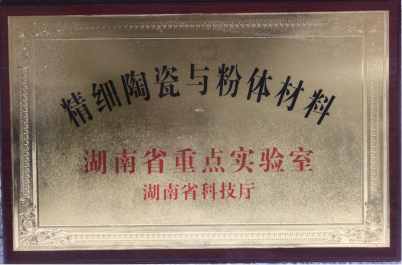 精细陶瓷与粉体材料
湖南省重点实验室
湖南省科技厅